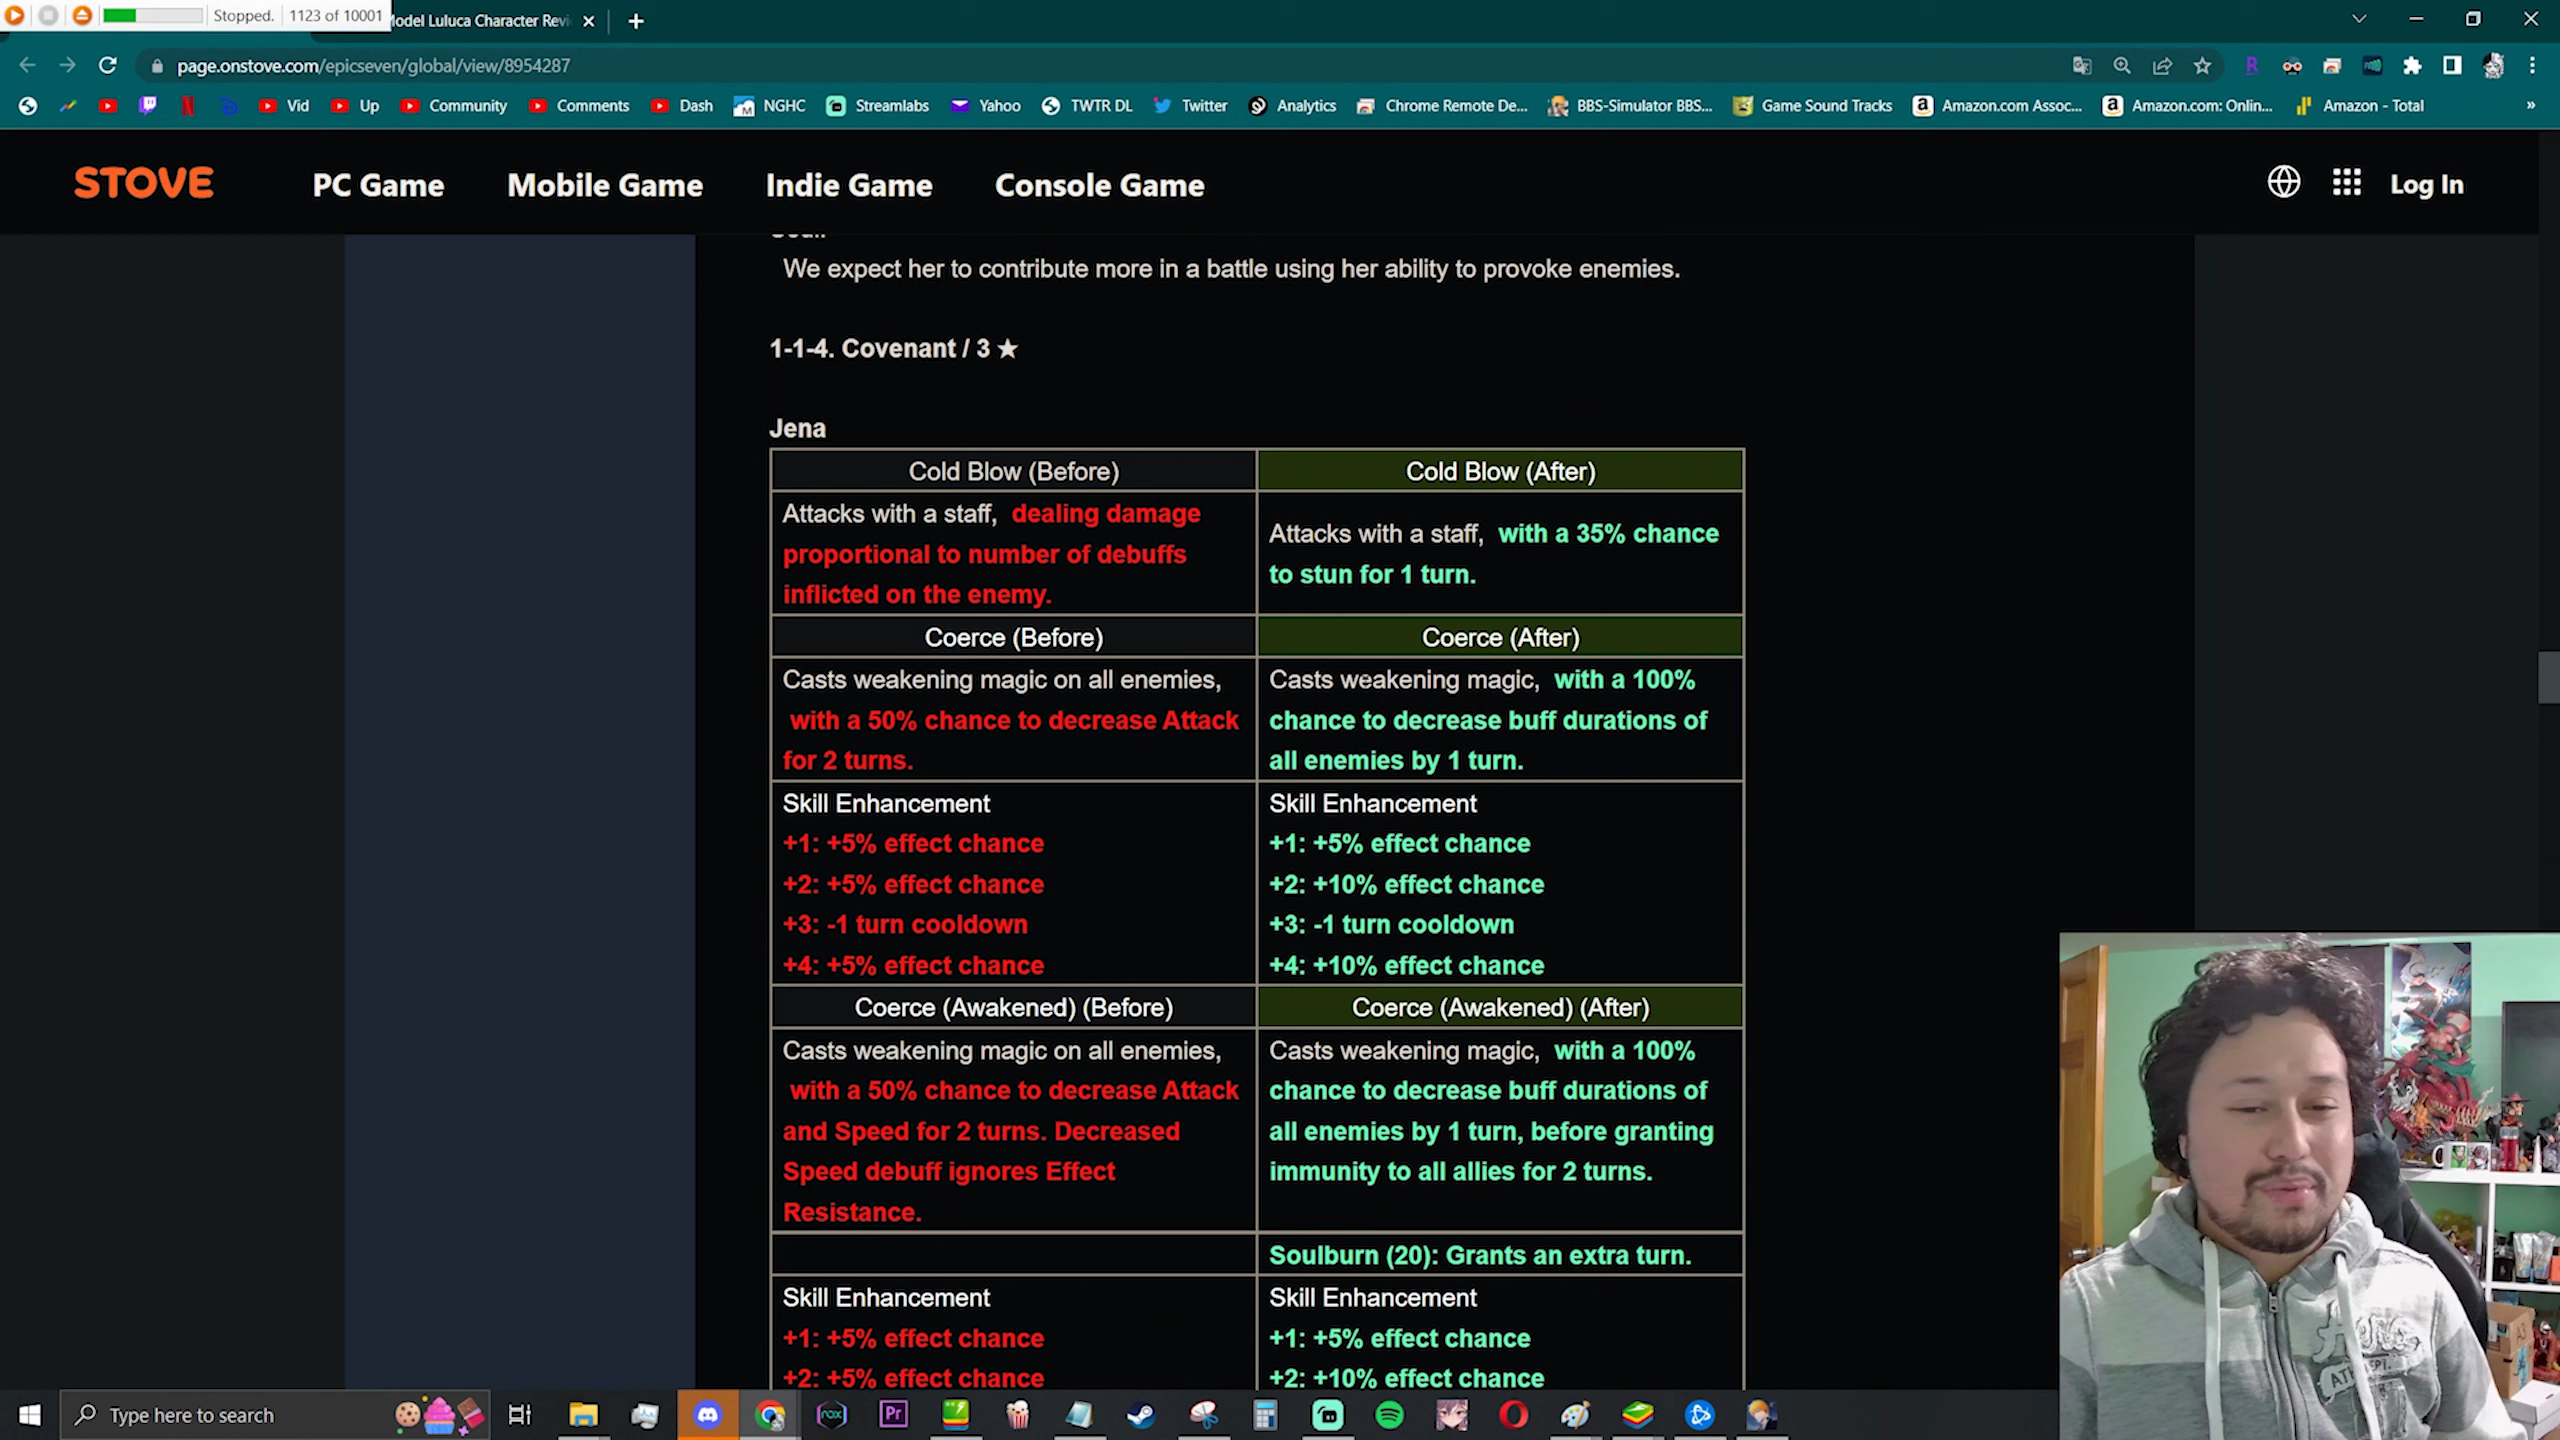 Stopped.
1123 of 10001
odel Luluca Character Revi
page.onstove.com/epicseven/global/view/8954287
Vid
Up
Community
Comments
Dash
NGHC
Streamlabs
Yahoo
TWTR DL
Twitter
Analytics
Chrome Remote De...
BBS-Simulator BBS...
Game Sound Tracks
Amazon.com Assoc...
Amazon.com: Onlin...
Amazon - Total
»
STOVE
PC Game
Mobile Game
Indie Game
Console Game
Log In
We expect her to contribute more in a battle using her ability to provoke enemies.
1-1-4. Covenant / 3 ★
Jena
Cold Blow (Before)
Cold Blow (After)
Attacks with a staff, dealing damage
proportional to number of debuffs
inflicted on the enemy.
Attacks with a staff, with a 35% chance
to stun for 1 turn.
Coerce (Before)
Coerce (After)
Casts weakening magic on all enemies,
with a 50% chance to decrease Attack
for 2 turns.
Casts weakening magic, with a 100%
chance to decrease buff durations of
all enemies by 1 turn.
Skill Enhancement
+1: +5% effect chance
+2: +5% effect chance
+3: -1 turn cooldown
+4: +5% effect chance
Skill Enhancement
+1: +5% effect chance
+2: +10% effect chance
+3: -1 turn cooldown
+4: +10% effect chance
Coerce (Awakened) (Before)
Coerce (Awakened) (After)
Casts weakening magic on all enemies,
with a 50% chance to decrease Attack
and Speed for 2 turns. Decreased
Speed debuff ignores Effect
Resistance.
Casts weakening magic, with a 100%
chance to decrease buff durations of
all enemies by 1 turn, before granting
immunity to all allies for 2 turns.
Soulburn (20): Grants an extra turn.
Skill Enhancement
+1: +5% effect chance
+2: +5% effect chance
Skill Enhancement
+1: +5% effect chance
+2: +10% effect chance
Type here to search
nox
Pr